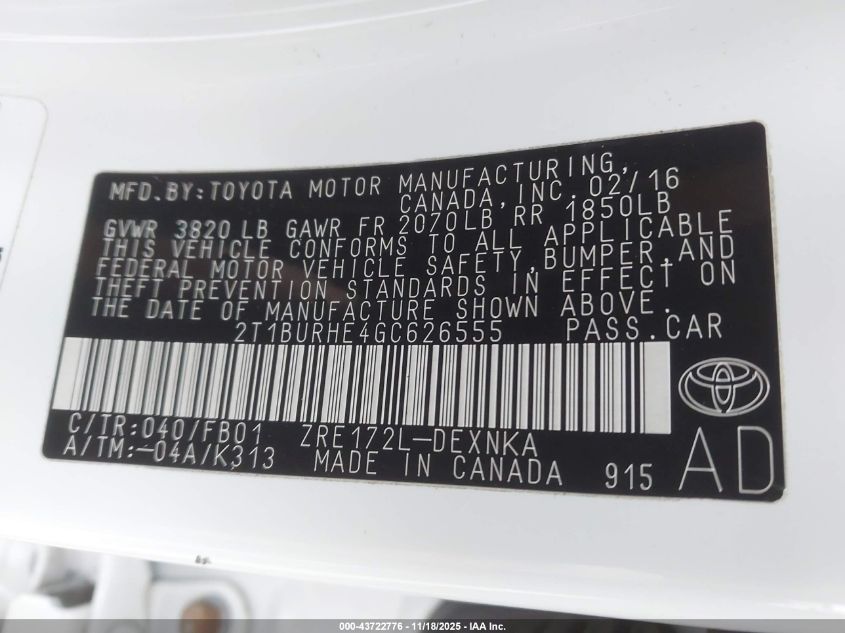 MFD. BY: TOYOTA MOTOR MANUFACTURING,
CANADA, INC. 02/16
GVWR 3820 LB GAWR FR 2070LB RR 1850LB
THIS VEHICLE CONFORMS TO ALL APPLICABLE
FEDERAL MOTOR VEHICLE SAFETY, BUMPER, AND
THEFT PREVENTION STANDARDS IN EFFECT ON
THE DATE OF MANUFACTURE SHOWN ABOVE.
2T1BURHE4GC626555 PASS. CAR
C/TR: 040/FB01 ZRE172L-DEXNKA
A/TM: -04A/K313 MADE IN CANADA 915 AD
000-43722776 - 11/18/2025 - IAA Inc.